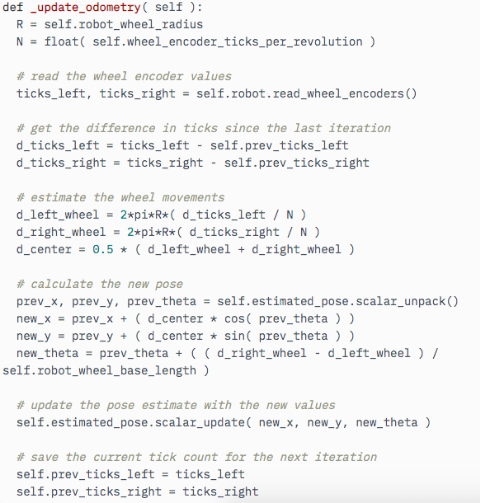 def _update_odometry( self ):
  R = self.robot_wheel_radius
  N = float( self.wheel_encoder_ticks_per_revolution )

  # read the wheel encoder values
  ticks_left, ticks_right = self.robot.read_wheel_encoders()

  # get the difference in ticks since the last iteration
  d_ticks_left = ticks_left - self.prev_ticks_left
  d_ticks_right = ticks_right - self.prev_ticks_right

  # estimate the wheel movements
  d_left_wheel = 2*pi*R*( d_ticks_left / N )
  d_right_wheel = 2*pi*R*( d_ticks_right / N )
  d_center = 0.5 * ( d_left_wheel + d_right_wheel )

  # calculate the new pose
  prev_x, prev_y, prev_theta = self.estimated_pose.scalar_unpack()
  new_x = prev_x + ( d_center * cos( prev_theta ) )
  new_y = prev_y + ( d_center * sin( prev_theta ) )
  new_theta = prev_theta + ( ( d_right_wheel - d_left_wheel ) /
self.robot_wheel_base_length )

  # update the pose estimate with the new values
  self.estimated_pose.scalar_update( new_x, new_y, new_theta )

  # save the current tick count for the next iteration
  self.prev_ticks_left = ticks_left
  self.prev_ticks_right = ticks_right